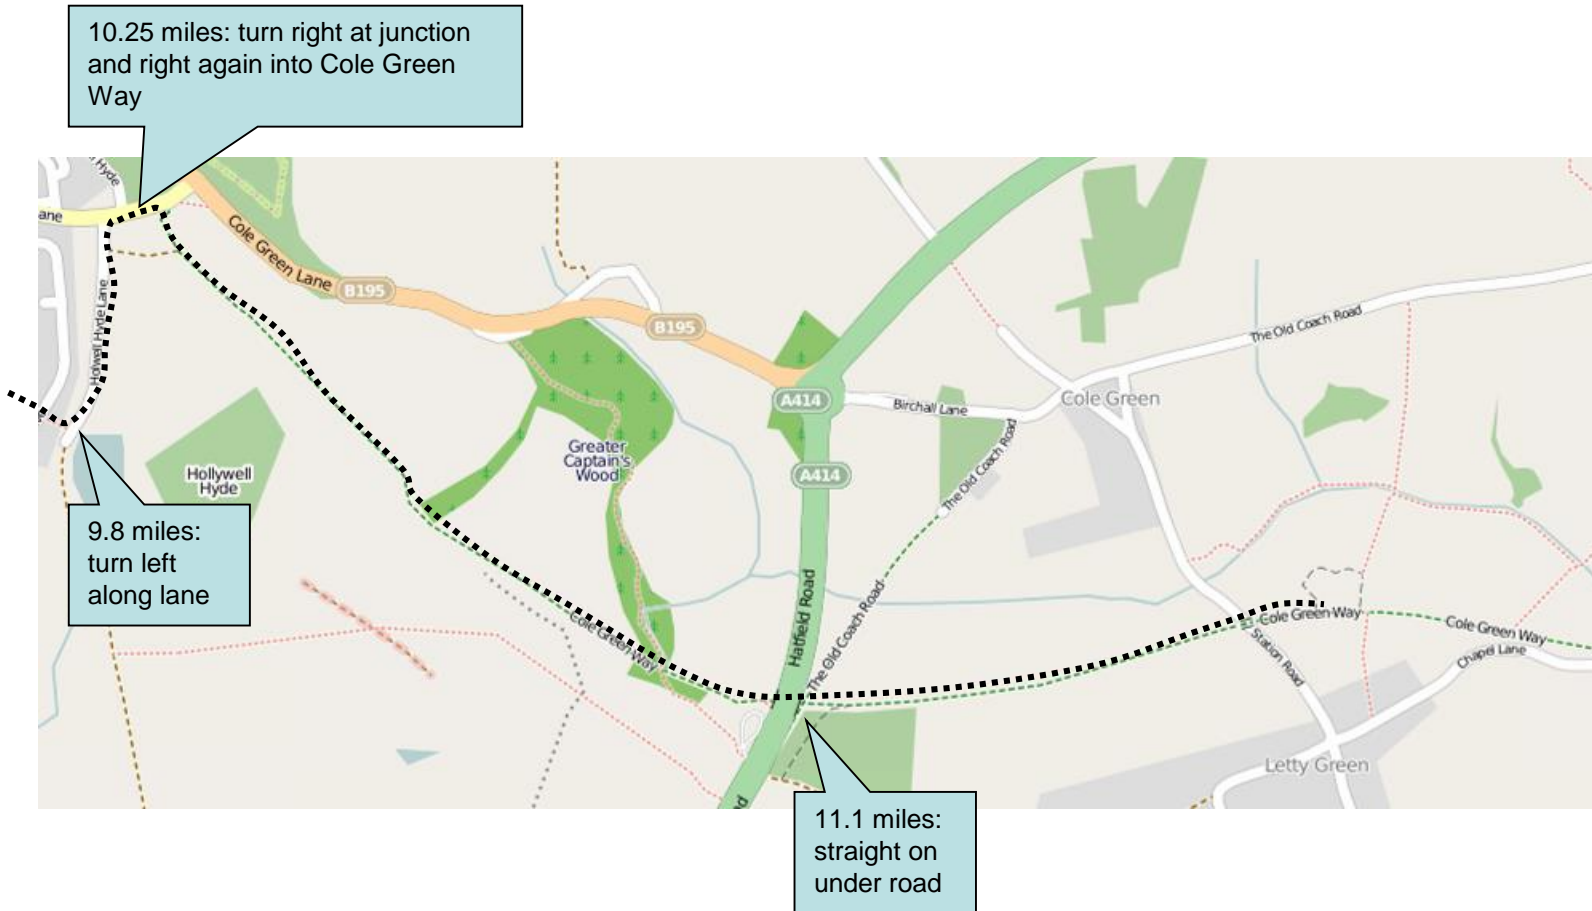 10.25 miles: turn right at junction
and right again into Cole Green
Way
Hyde
ane
Cole Green Lane
B195
B195
Holwell Hyde Lane
The Old Coach Road
A414
Birchall Lane
Cole Green
Greater
Captain's
Wood
A414
The Old Coach Road
Hollywell
Hyde
9.8 miles:
turn left
along lane
Hatfield Road
The Old Coach Road
Cole Green Way
Cole Green Way
Cole Green Way
Station Road
Chapel Lane
Letty Green
11.1 miles:
straight on
under road